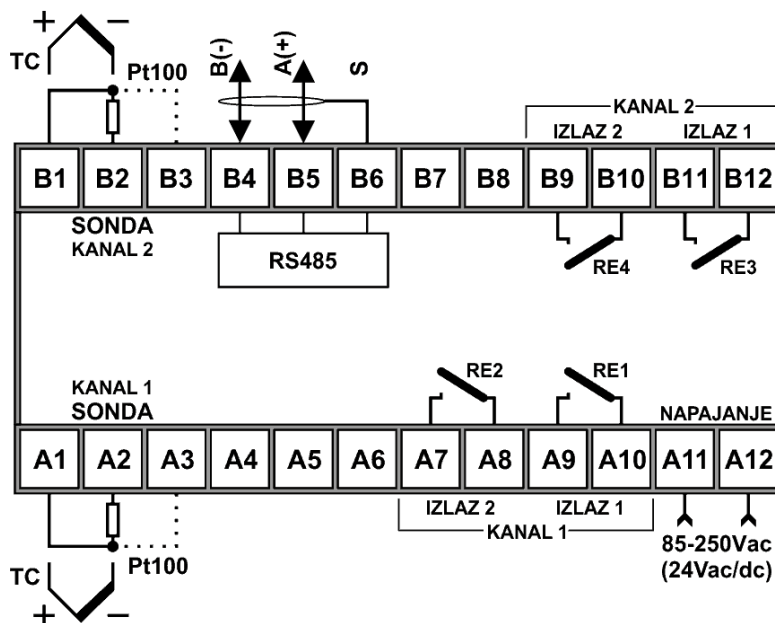 + −
TC
Pt100
B(-)
A(+)
S
KANAL 2
IZLAZ 2 IZLAZ 1
B1 B2 B3 B4 B5 B6 B7 B8 B9 B10 B11 B12
SONDA
KANAL 2
RS485
RE4
RE3
KANAL 1
SONDA
RE2
RE1
NAPAJANJE
A1 A2 A3 A4 A5 A6 A7 A8 A9 A10 A11 A12
IZLAZ 2 IZLAZ 1
KANAL 1
85-250Vac
(24Vac/dc)
Pt100
TC
+ −